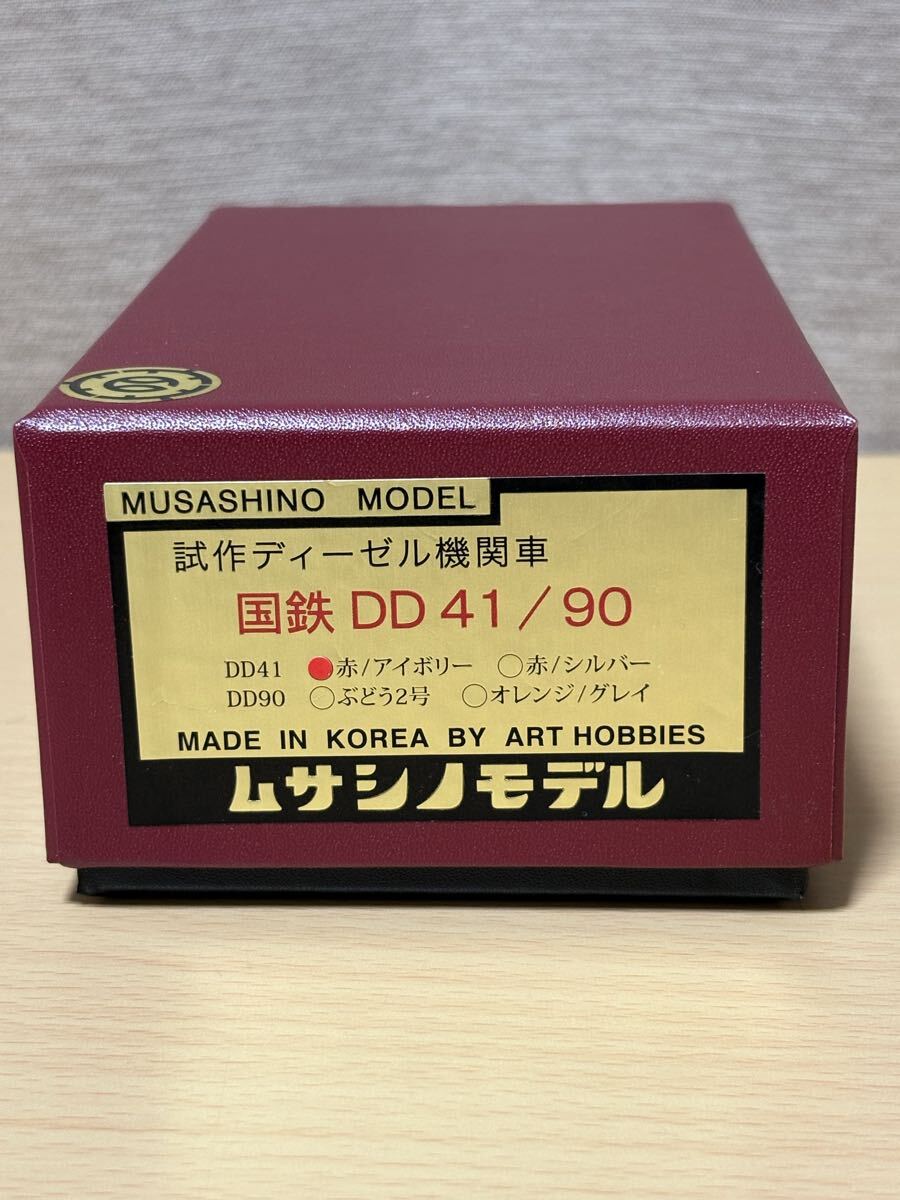 MUSASHINO MODEL
試作ディーゼル機関車
国鉄 DD 41／90
DD41 ●赤/アイボリー ○赤/シルバー
DD90 ○ぶどう2号 ○オレンジ/グレイ
MADE IN KOREA BY ART HOBBIES
ムサシノモデル